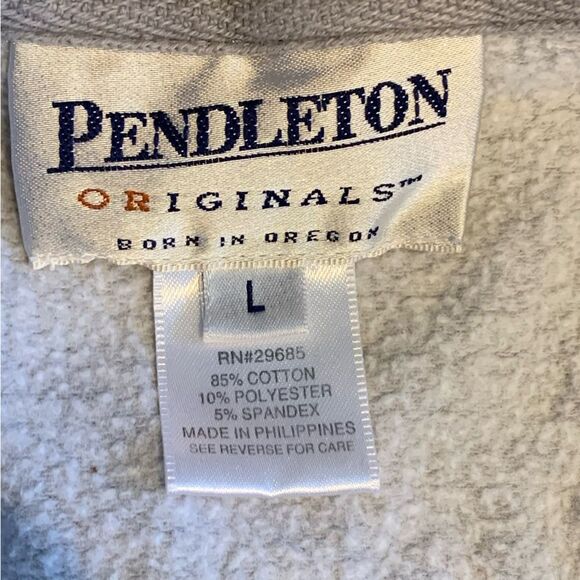 PENDLETON
ORIGINALS™
BORN IN OREGON
L
RN#29685
85% COTTON
10% POLYESTER
5% SPANDEX
MADE IN PHILIPPINES
SEE REVERSE FOR CARE